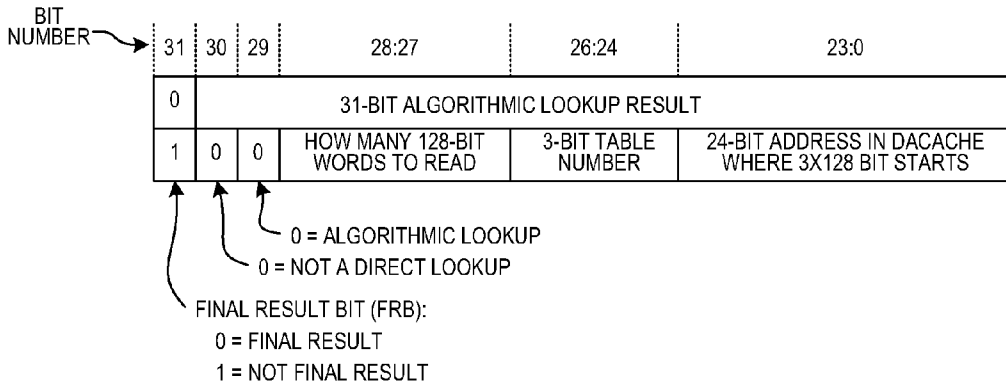 BIT
NUMBER
31 30 29 28:27 26:24 23:0
0 31-BIT ALGORITHMIC LOOKUP RESULT
1 0 0 HOW MANY 128-BIT WORDS TO READ 3-BIT TABLE NUMBER 24-BIT ADDRESS IN DACACHE WHERE 3X128 BIT STARTS
0 = ALGORITHMIC LOOKUP
0 = NOT A DIRECT LOOKUP
FINAL RESULT BIT (FRB):
0 = FINAL RESULT
1 = NOT FINAL RESULT